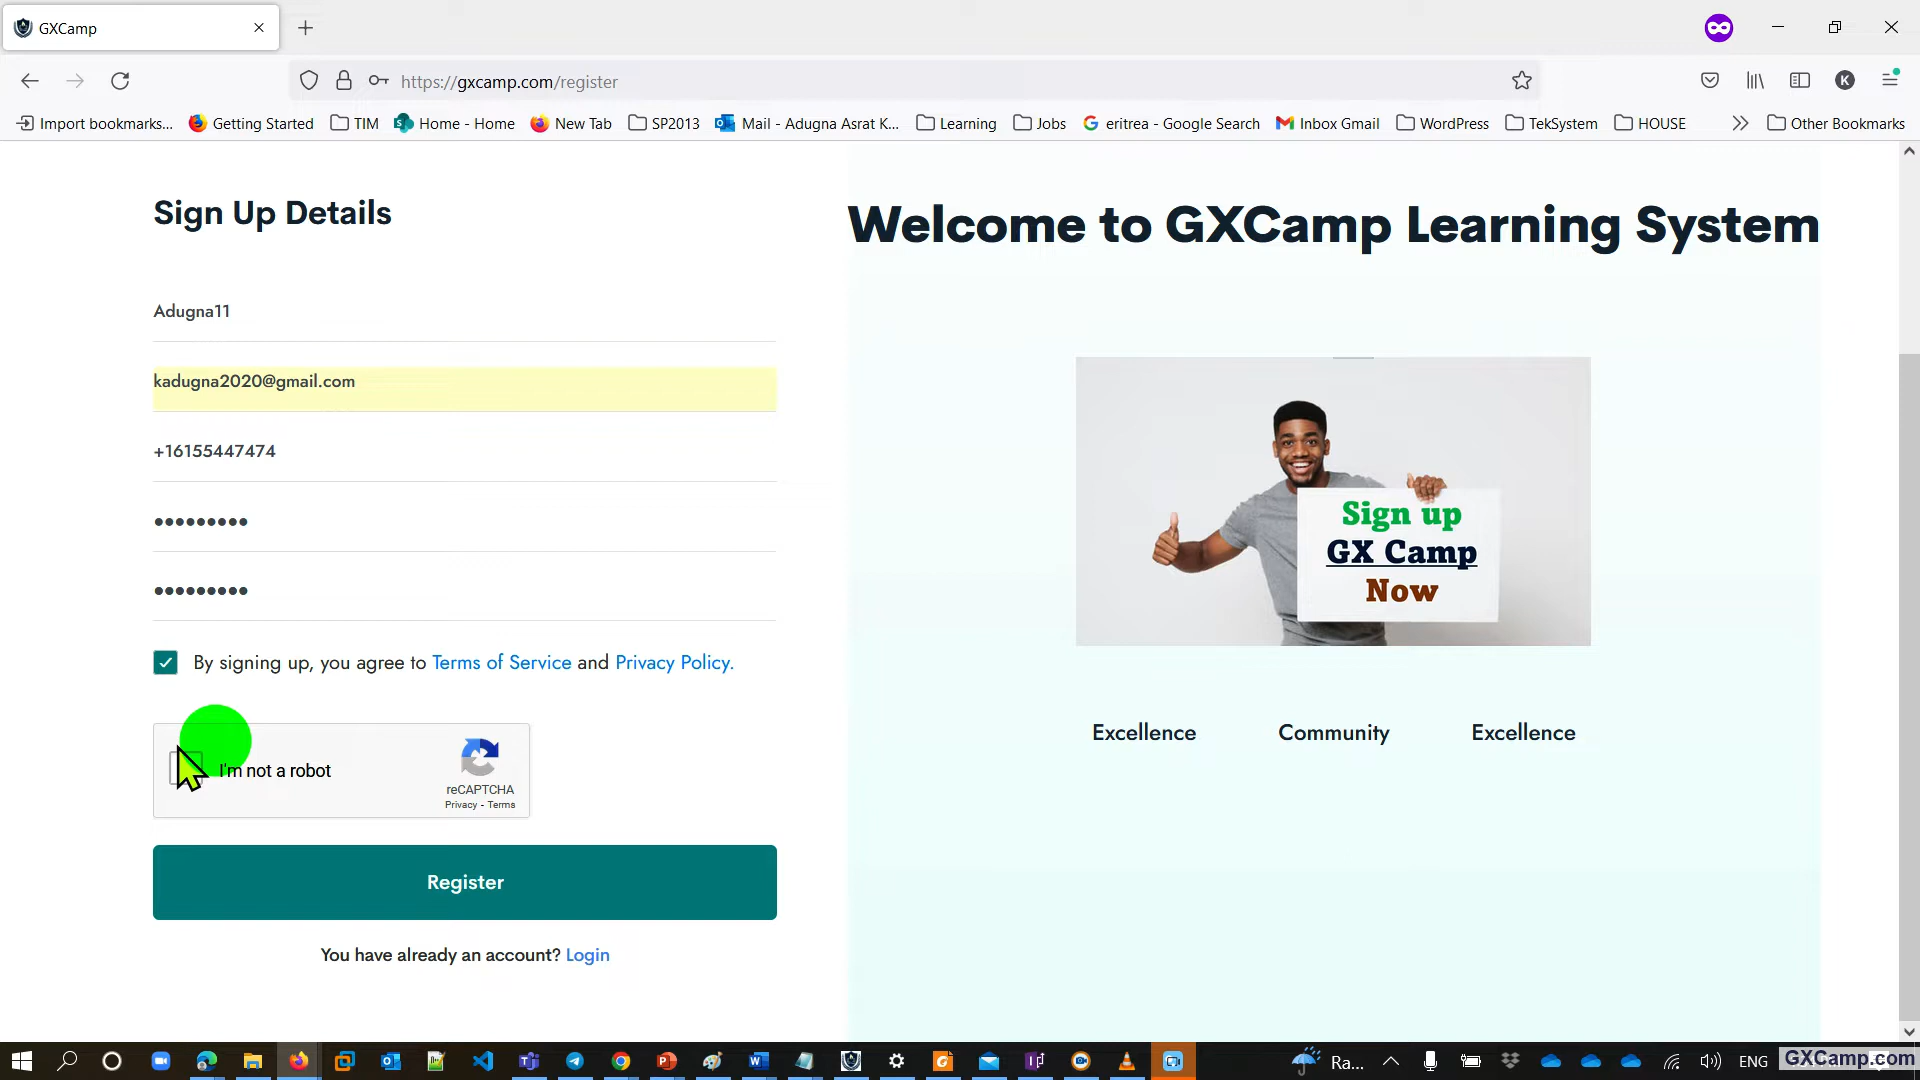 GXCamp
https://gxcamp.com/register
Import bookmarks...
Getting Started
TIM
Home - Home
New Tab
SP2013
Mail - Adugna Asrat K...
Learning
Jobs
eritrea - Google Search
Inbox Gmail
WordPress
TekSystem
HOUSE
Other Bookmarks
Sign Up Details
Adugna11
kadugna2020@gmail.com
+16155447474
By signing up, you agree to Terms of Service and Privacy Policy.
I'm not a robot
reCAPTCHA
Privacy - Terms
Register
You have already an account? Login
Welcome to GXCamp Learning System
Sign up
GX Camp
Now
Excellence
Community
Excellence
Ra...
ENG
GXCamp.com